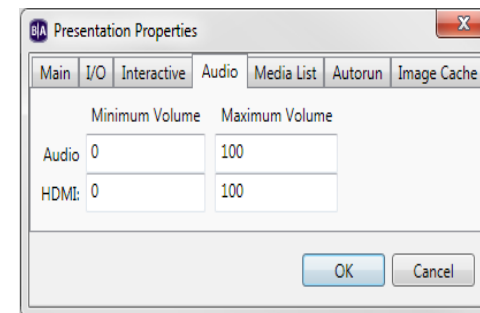 B|A Presentation Properties X
Main I/O Interactive Audio Media List Autorun Image Cache
Minimum Volume Maximum Volume
Audio 0 100
HDMI: 0 100
OK Cancel